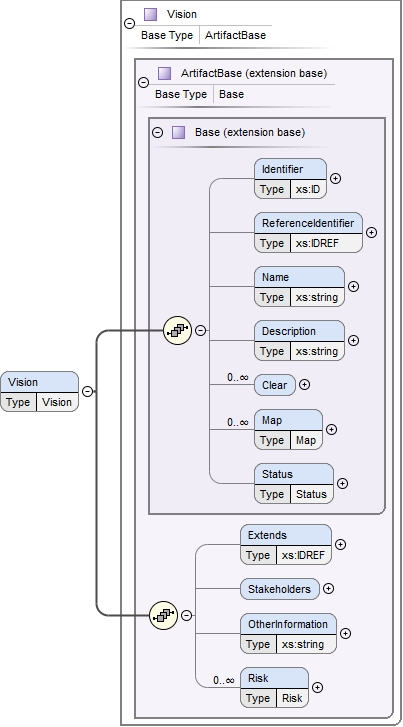 Vision
Base Type ArtifactBase
ArtifactBase (extension base)
Base Type Base
Base (extension base)
Identifier
Type xs:ID
ReferenceIdentifier
Type xs:IDREF
Name
Type xs:string
Description
Type xs:string
0..∞
Clear
0..∞
Map
Type Map
Status
Type Status
Vision
Type Vision
Extends
Type xs:IDREF
Stakeholders
OtherInformation
Type xs:string
0..∞
Risk
Type Risk